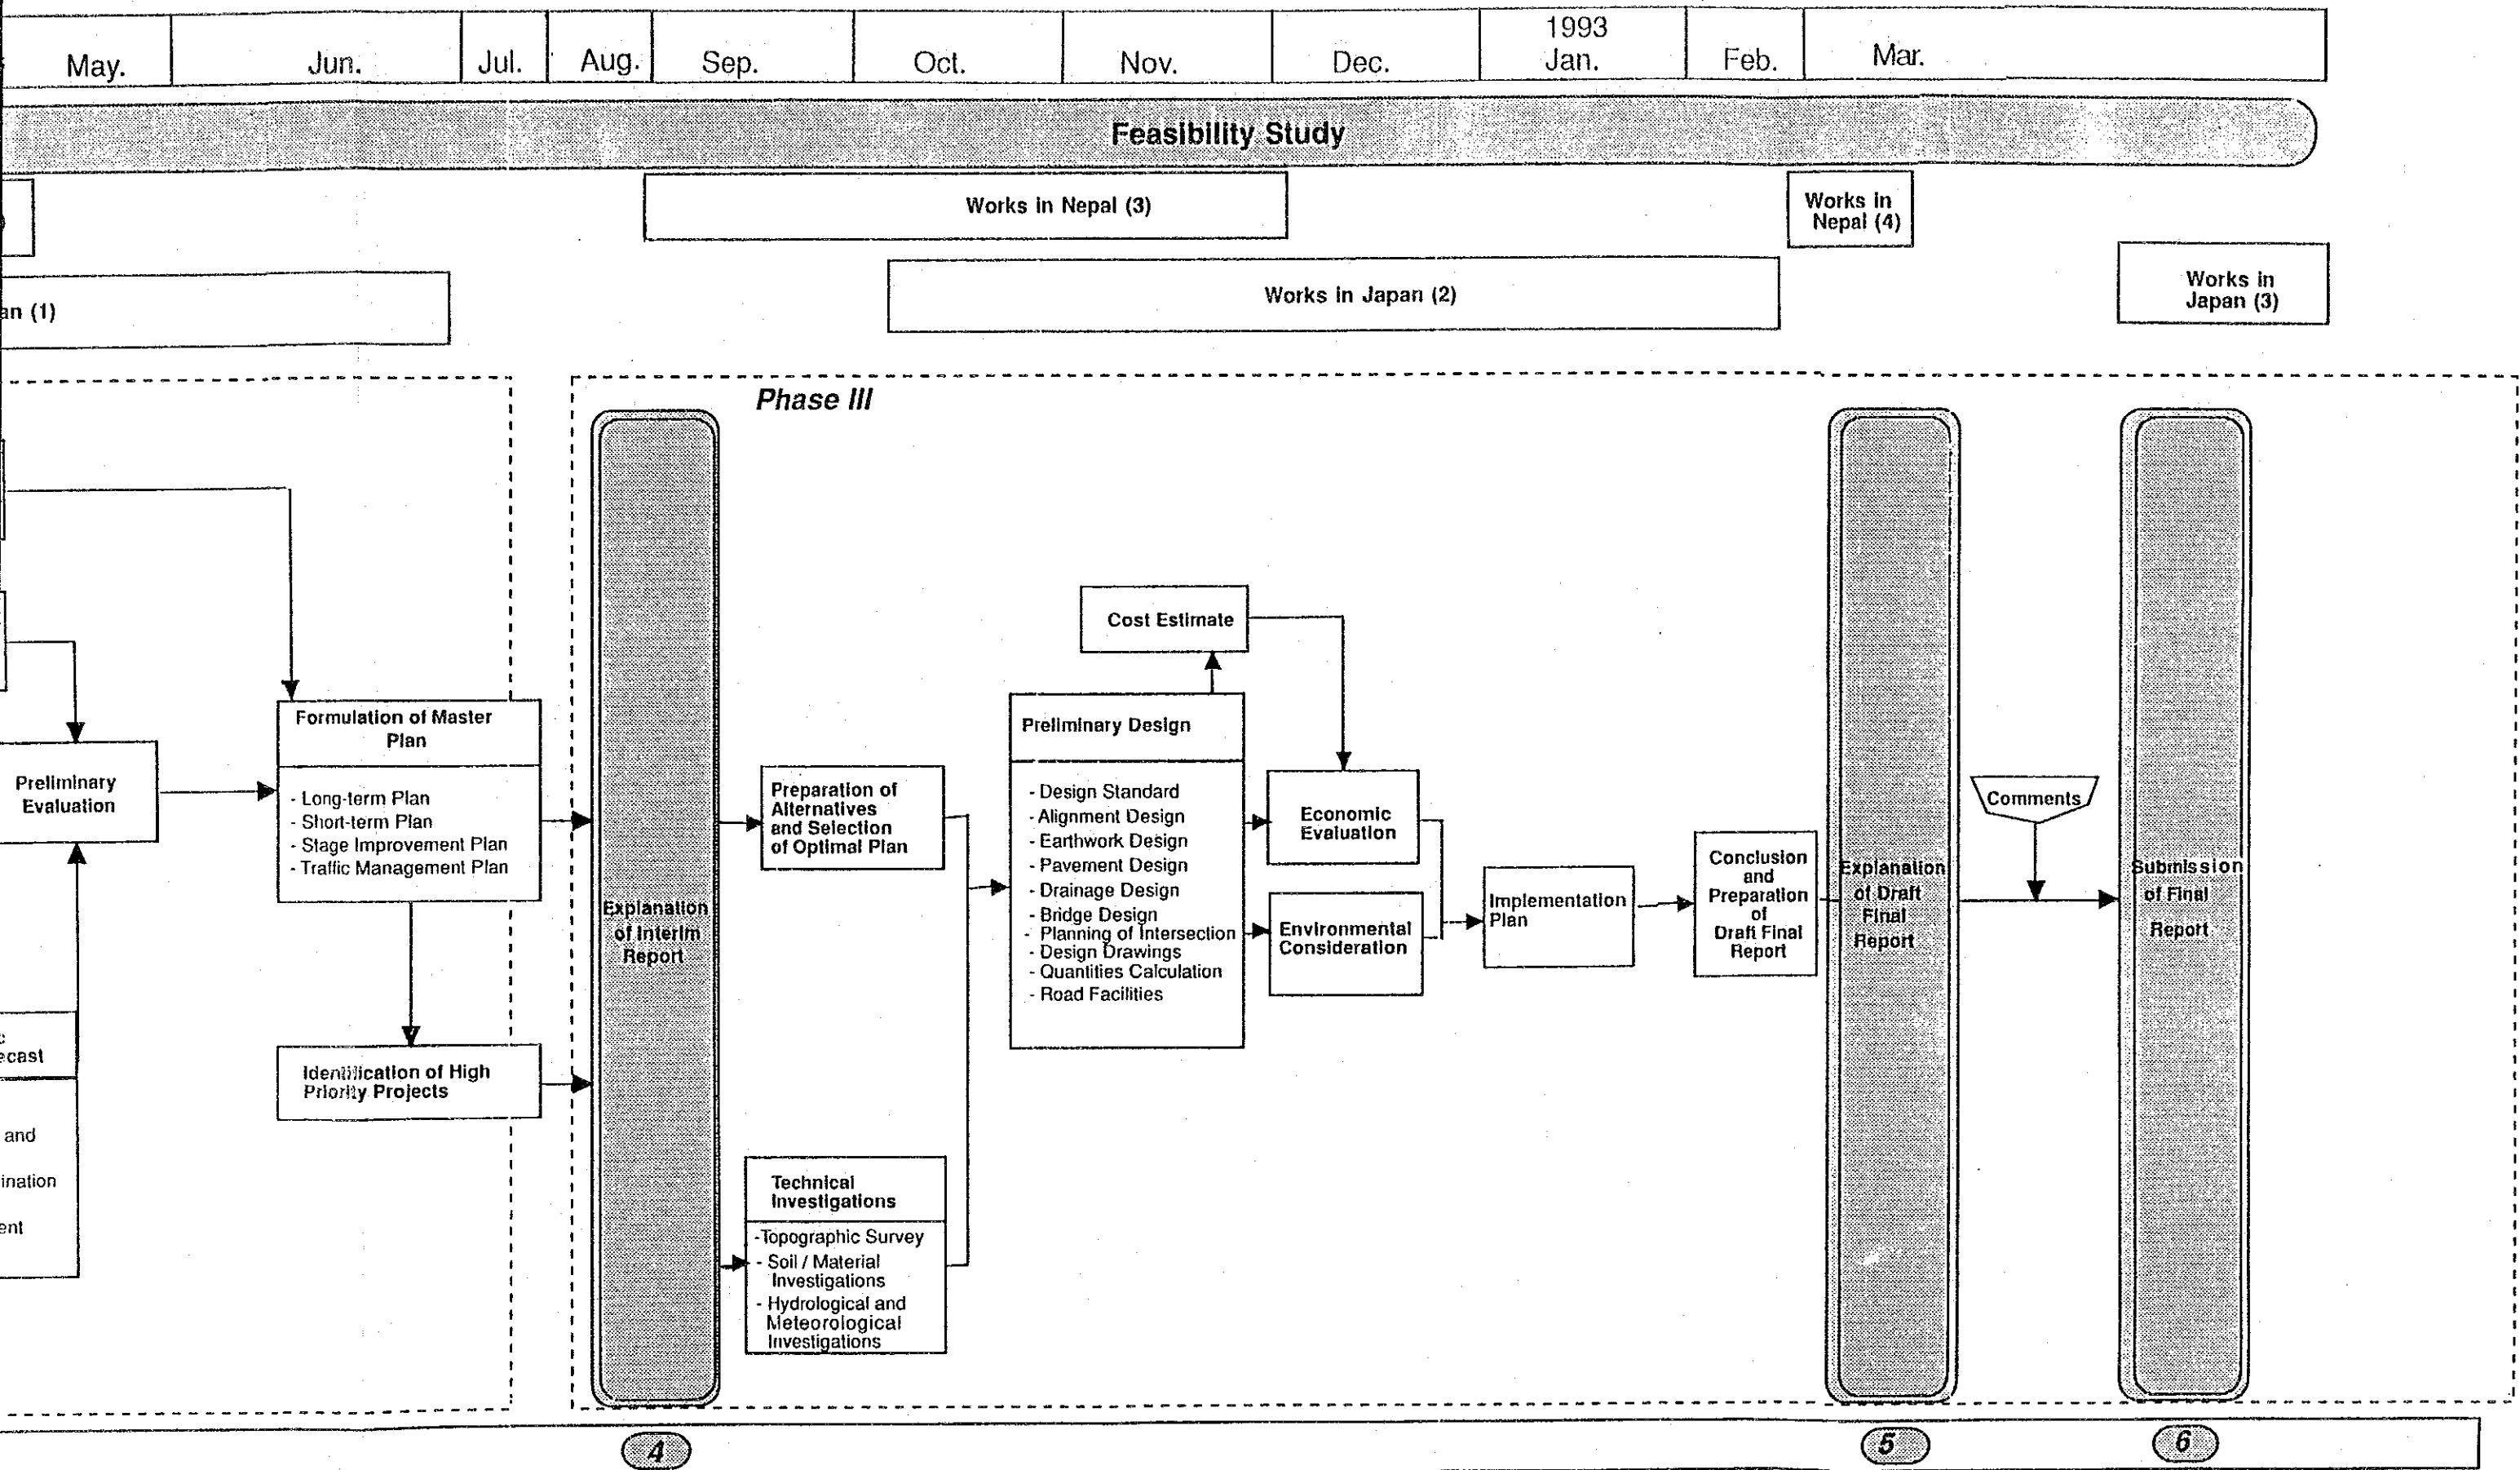 1993
May.
Jun.
Jul.
Aug.
Sep.
Oct.
Nov.
Dec.
Jan.
Feb.
Mar.
Feasibility Study
Works in Nepal (3)
Works in
Nepal (4)
an (1)
Works in Japan (2)
Works in
Japan (3)
Phase III
Preliminary
Evaluation
ecast
and
ination
ent
Formulation of Master
Plan
- Long-term Plan
- Short-term Plan
- Stage Improvement Plan
- Traffic Management Plan
Identification of High
Priority Projects
Explanation
of Interim
Report
Preparation of
Alternatives
and Selection
of Optimal Plan
Technical
Investigations
-Topographic Survey
- Soil / Material
Investigations
- Hydrological and
Meteorological
Investigations
Cost Estimate
Preliminary Design
- Design Standard
- Alignment Design
- Earthwork Design
- Pavement Design
- Drainage Design
- Bridge Design
- Planning of Intersection
- Design Drawings
- Quantities Calculation
- Road Facilities
Economic
Evaluation
Environmental
Consideration
Implementation
Plan
Conclusion
and
Preparation
of
Draft Final
Report
Explanation
of Draft
Final
Report
Comments
Submission
of Final
Report
4
5
6